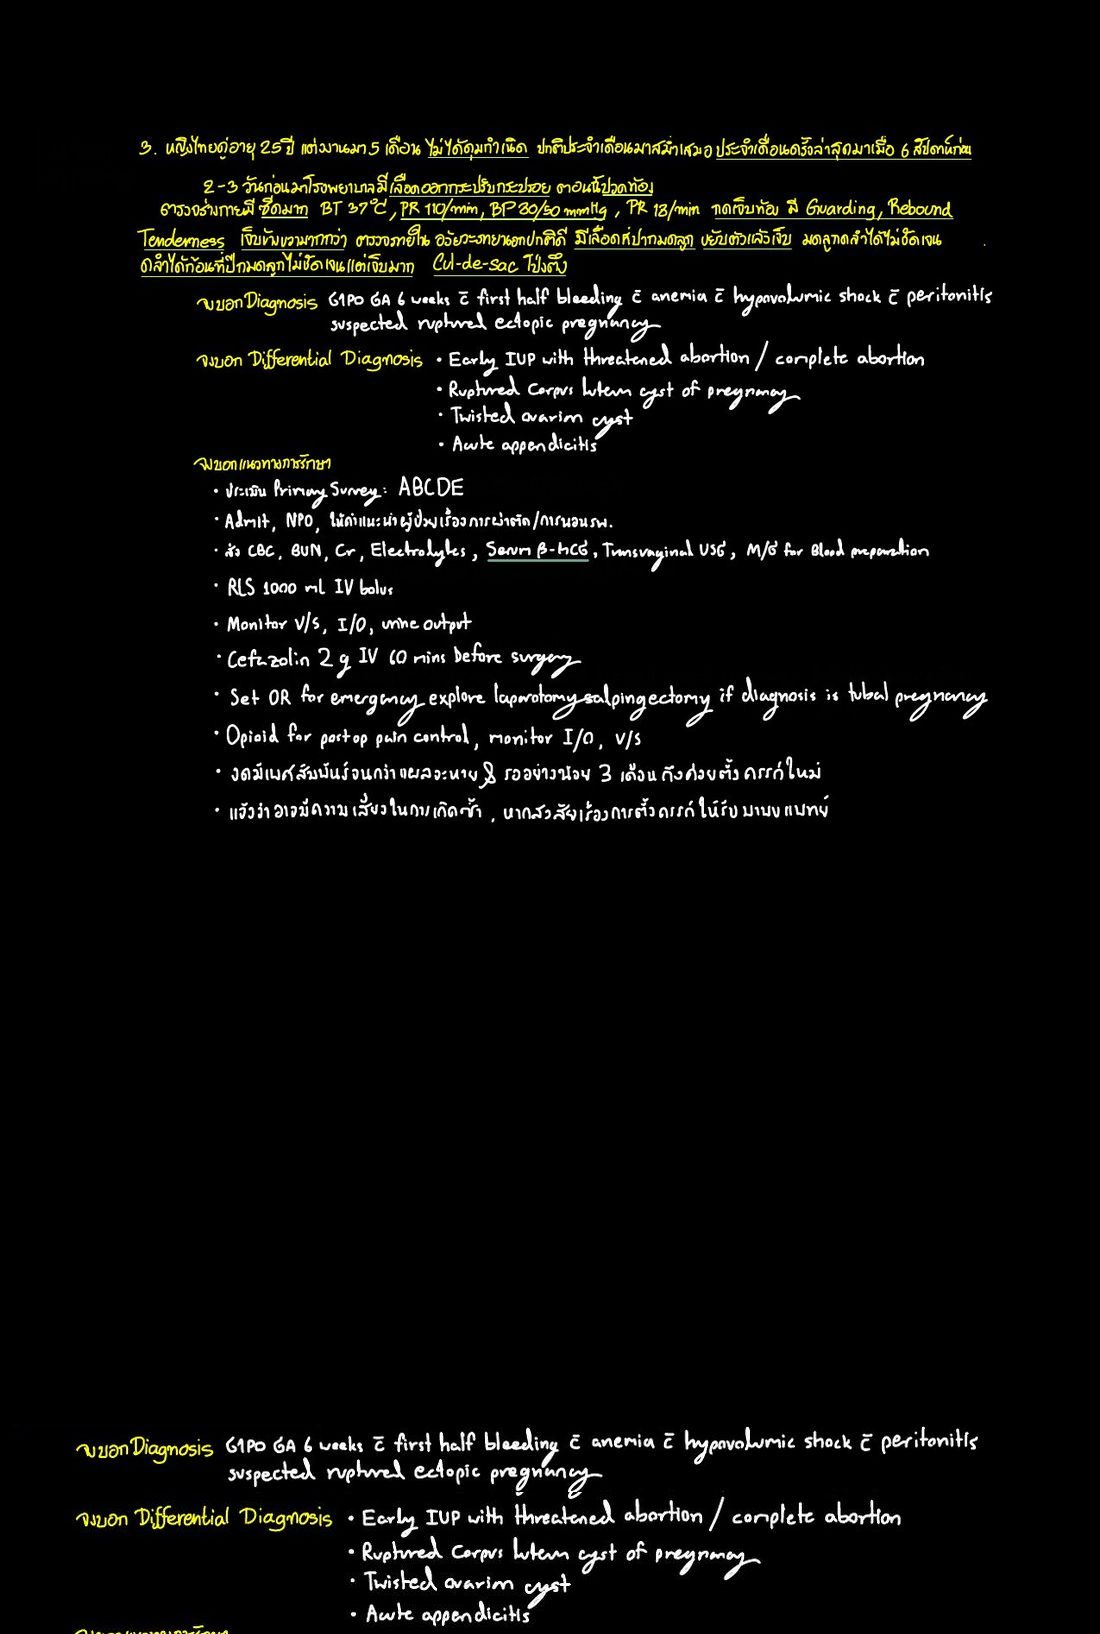 3. หญิงไทยคู่อายุ 25 ปี แต่งงานมา 5 เดือน ไม่ได้คุมกำเนิด ปกติประจำเดือนมาสม่ำเสมอ ประจำเดือนครั้งล่าสุดมาเมื่อ 6 สัปดาห์ก่อน
2-3 วันก่อนมาโรงพยาบาลมีเลือดออกกระปริบกระปรอย ตอนนี้ปวดท้อง
ตรวจร่างกายมี ซีดมาก BT 37°C, PR 110/min, BP 80/50 mmHg, PR 18/min กดเจ็บท้อง มี Guarding, Rebound
Tenderness เจ็บข้างขวามากกว่า ตรวจภายใน อวัยวะภายนอกปกติดี มีเลือดที่ปากมดลูก ขยับตัวแล้วเจ็บ มดลูกคลำได้ไม่ชัดเจน
คลำได้ก้อนที่ปีกมดลูกไม่ชัดเจนแต่เจ็บมาก Cul-de-sac โป่งตึง
จงบอก Diagnosis G1P0 GA 6 weeks c̄ first half bleeding c̄ anemia c̄ hypovolumic shock c̄ peritonitis
suspected ruptured ectopic pregnancy
จงบอก Differential Diagnosis • Early IUP with threatened abortion / complete abortion
• Ruptured Corpus luteum cyst of pregnancy
• Twisted ovarian cyst
• Acute appendicitis
จงบอกแนวทางการรักษา
• ประเมิน Primary Survey : ABCDE
• Admit, NPO, ให้คำแนะนำผู้ป่วยเรื่องการผ่าตัด/การนอนรพ.
• ส่ง CBC, BUN, Cr, Electrolytes, Serum β-hCG, Transvaginal USG, M/G for Blood preparation
• RLS 1000 ml IV bolus
• Monitor V/S, I/O, urine output
• Cefazolin 2 g IV 60 mins before surgery
• Set OR for emergency explore laparotomy salpingectomy if diagnosis is tubal pregnancy
• Opioid for postop pain control, monitor I/O, V/S
• งดมีเพศสัมพันธ์จนกว่าแผลจะหาย & รออย่างน้อย 3 เดือน ถึงค่อยตั้งครรภ์ใหม่
• แจ้งว่าอาจมีความเสี่ยงในการเกิดซ้ำ, หากสงสัยเรื่องการตั้งครรภ์ ให้รีบมาพบแพทย์
จงบอก Diagnosis G1P0 GA 6 weeks c̄ first half bleeding c̄ anemia c̄ hypovolumic shock c̄ peritonitis
suspected ruptured ectopic pregnancy
จงบอก Differential Diagnosis • Early IUP with threatened abortion / complete abortion
• Ruptured Corpus luteum cyst of pregnancy
• Twisted ovarian cyst
• Acute appendicitis